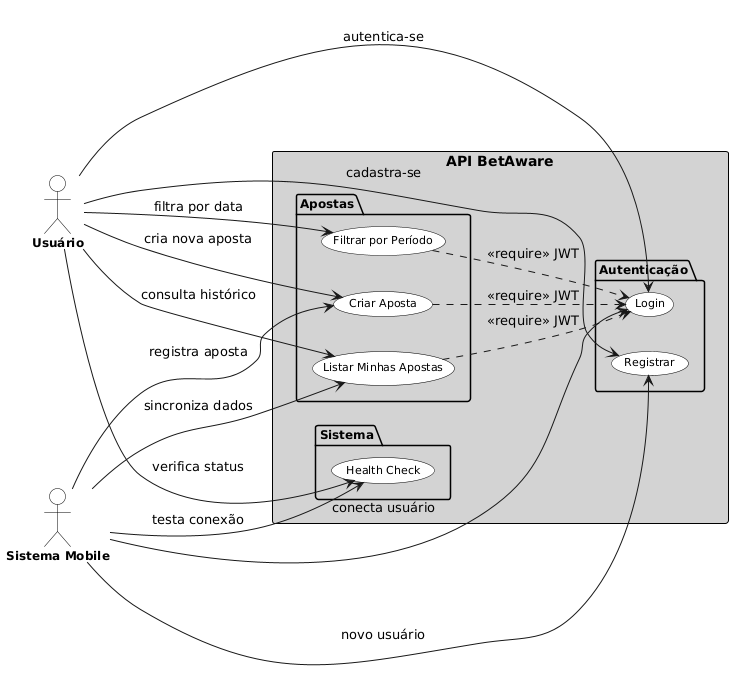 autentica-se
API BetAware
cadastra-se
Apostas
filtra por data
Filtrar por Período
Usuário
cria nova aposta
«require» JWT
Autenticação
consulta histórico
Criar Aposta
«require» JWT
Login
«require» JWT
registra aposta
Listar Minhas Apostas
Registrar
sincroniza dados
Sistema
verifica status
Health Check
conecta usuário
testa conexão
Sistema Mobile
novo usuário